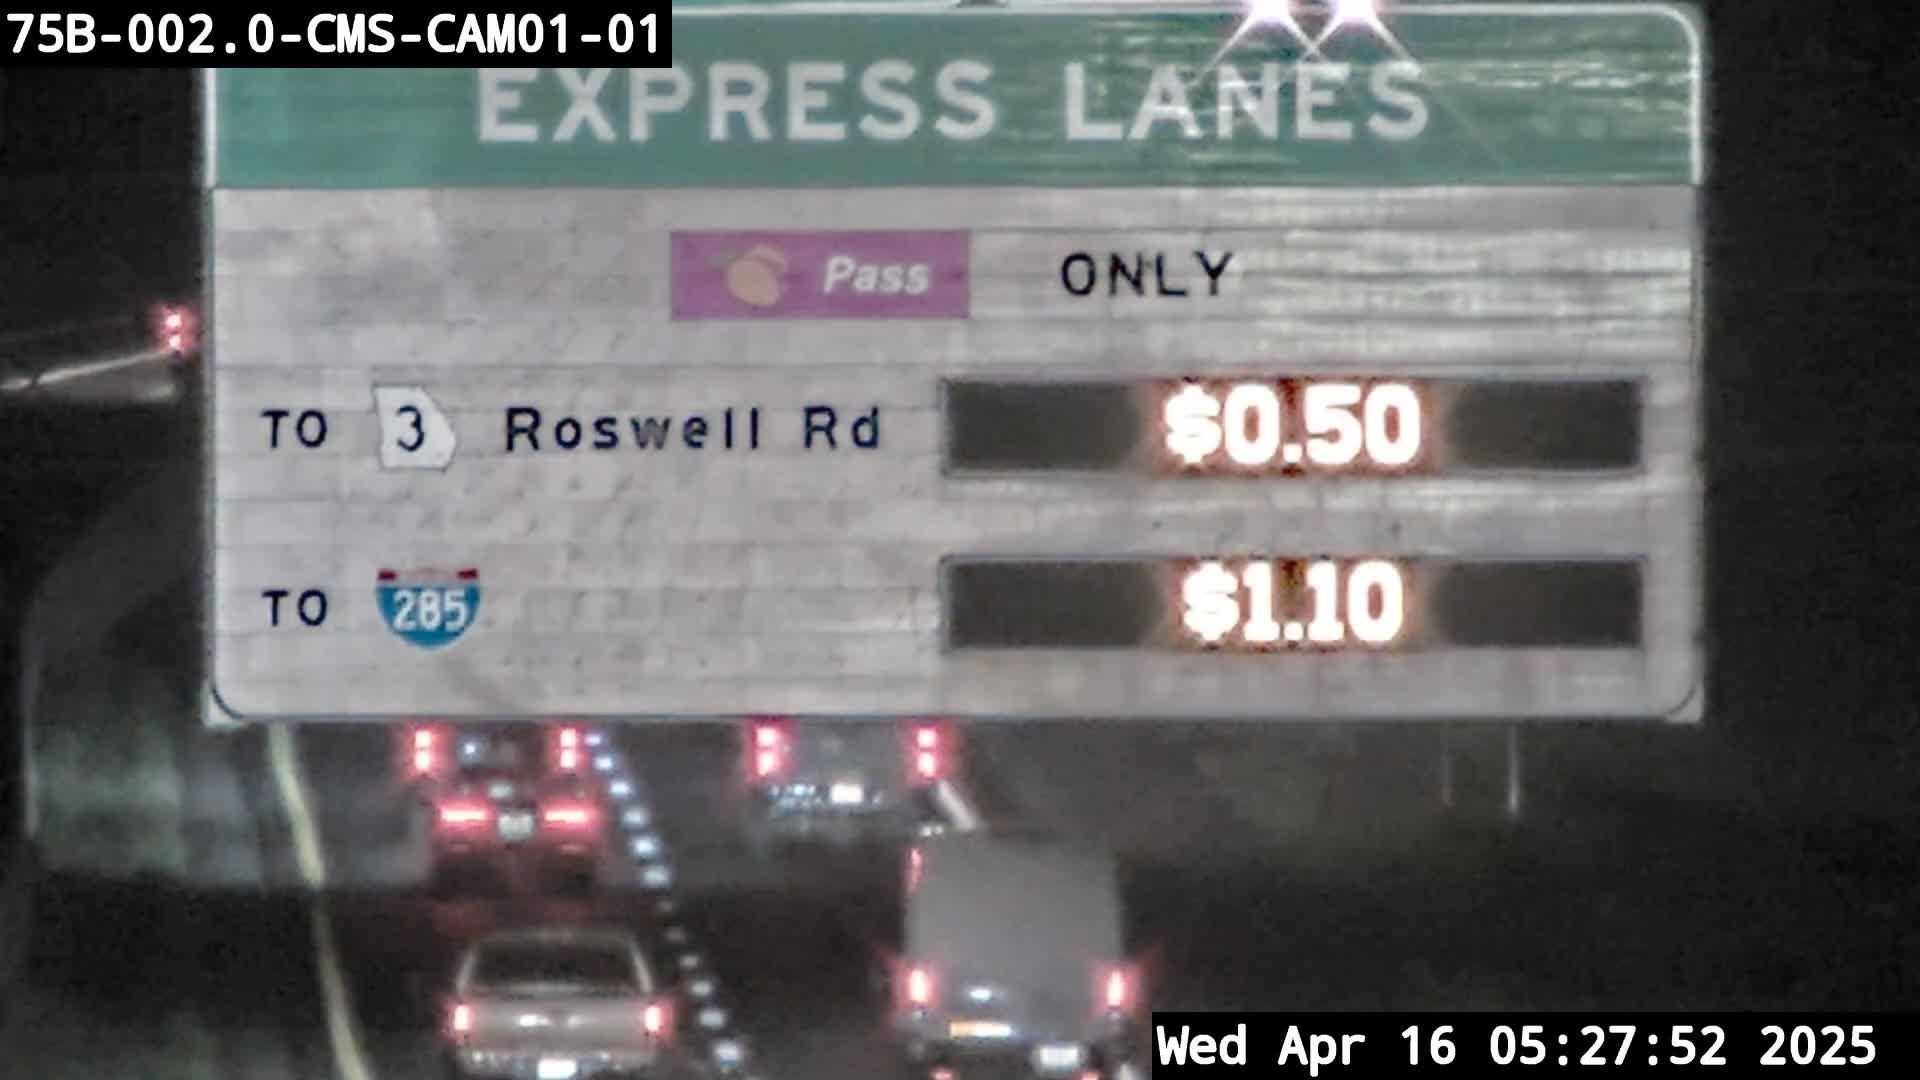 75B-002.0-CMS-CAM01-01
EXPRESS LANES
Pass ONLY
TO 3 Roswell Rd $0.50
TO 285 $1.10
Wed Apr 16 05:27:52 2025